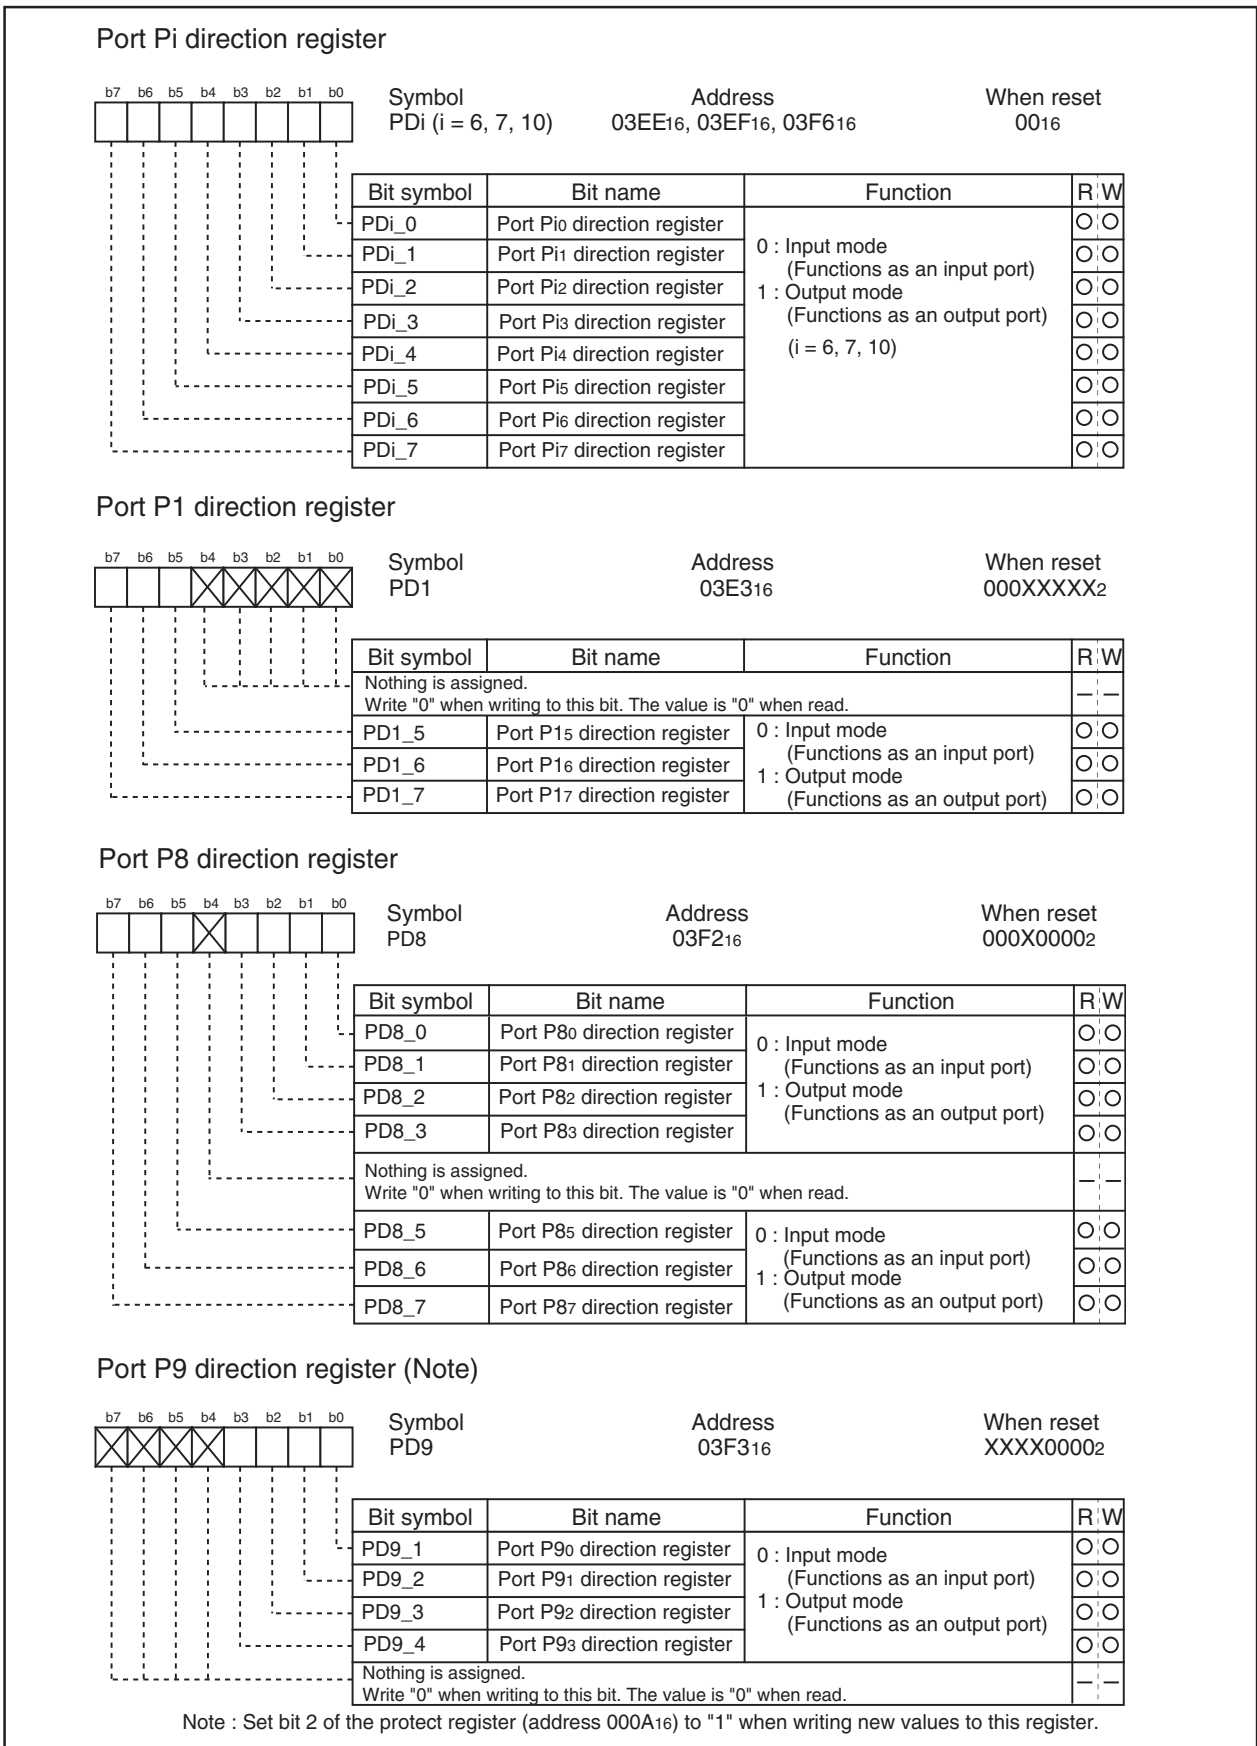 Port Pi direction register
b7 b6 b5 b4 b3 b2 b1 b0
Symbol Address When reset
PDi (i = 6, 7, 10) 03EE16, 03EF16, 03F616 0016
Bit symbol Bit name Function R W
PDi_0 Port Pi0 direction register
PDi_1 Port Pi1 direction register
PDi_2 Port Pi2 direction register
PDi_3 Port Pi3 direction register
PDi_4 Port Pi4 direction register
PDi_5 Port Pi5 direction register
PDi_6 Port Pi6 direction register
PDi_7 Port Pi7 direction register
0 : Input mode
(Functions as an input port)
1 : Output mode
(Functions as an output port)
(i = 6, 7, 10)
Port P1 direction register
b7 b6 b5 b4 b3 b2 b1 b0
Symbol Address When reset
PD1 03E316 000XXXXX2
Bit symbol Bit name Function R W
Nothing is assigned.
Write "0" when writing to this bit. The value is "0" when read.
PD1_5 Port P15 direction register
PD1_6 Port P16 direction register
PD1_7 Port P17 direction register
0 : Input mode
(Functions as an input port)
1 : Output mode
(Functions as an output port)
Port P8 direction register
b7 b6 b5 b4 b3 b2 b1 b0
Symbol Address When reset
PD8 03F216 000X00002
Bit symbol Bit name Function R W
PD8_0 Port P80 direction register
PD8_1 Port P81 direction register
PD8_2 Port P82 direction register
PD8_3 Port P83 direction register
0 : Input mode
(Functions as an input port)
1 : Output mode
(Functions as an output port)
Nothing is assigned.
Write "0" when writing to this bit. The value is "0" when read.
PD8_5 Port P85 direction register
PD8_6 Port P86 direction register
PD8_7 Port P87 direction register
0 : Input mode
(Functions as an input port)
1 : Output mode
(Functions as an output port)
Port P9 direction register (Note)
b7 b6 b5 b4 b3 b2 b1 b0
Symbol Address When reset
PD9 03F316 XXXX00002
Bit symbol Bit name Function R W
PD9_1 Port P90 direction register
PD9_2 Port P91 direction register
PD9_3 Port P92 direction register
PD9_4 Port P93 direction register
0 : Input mode
(Functions as an input port)
1 : Output mode
(Functions as an output port)
Nothing is assigned.
Write "0" when writing to this bit. The value is "0" when read.
Note : Set bit 2 of the protect register (address 000A16) to "1" when writing new values to this register.